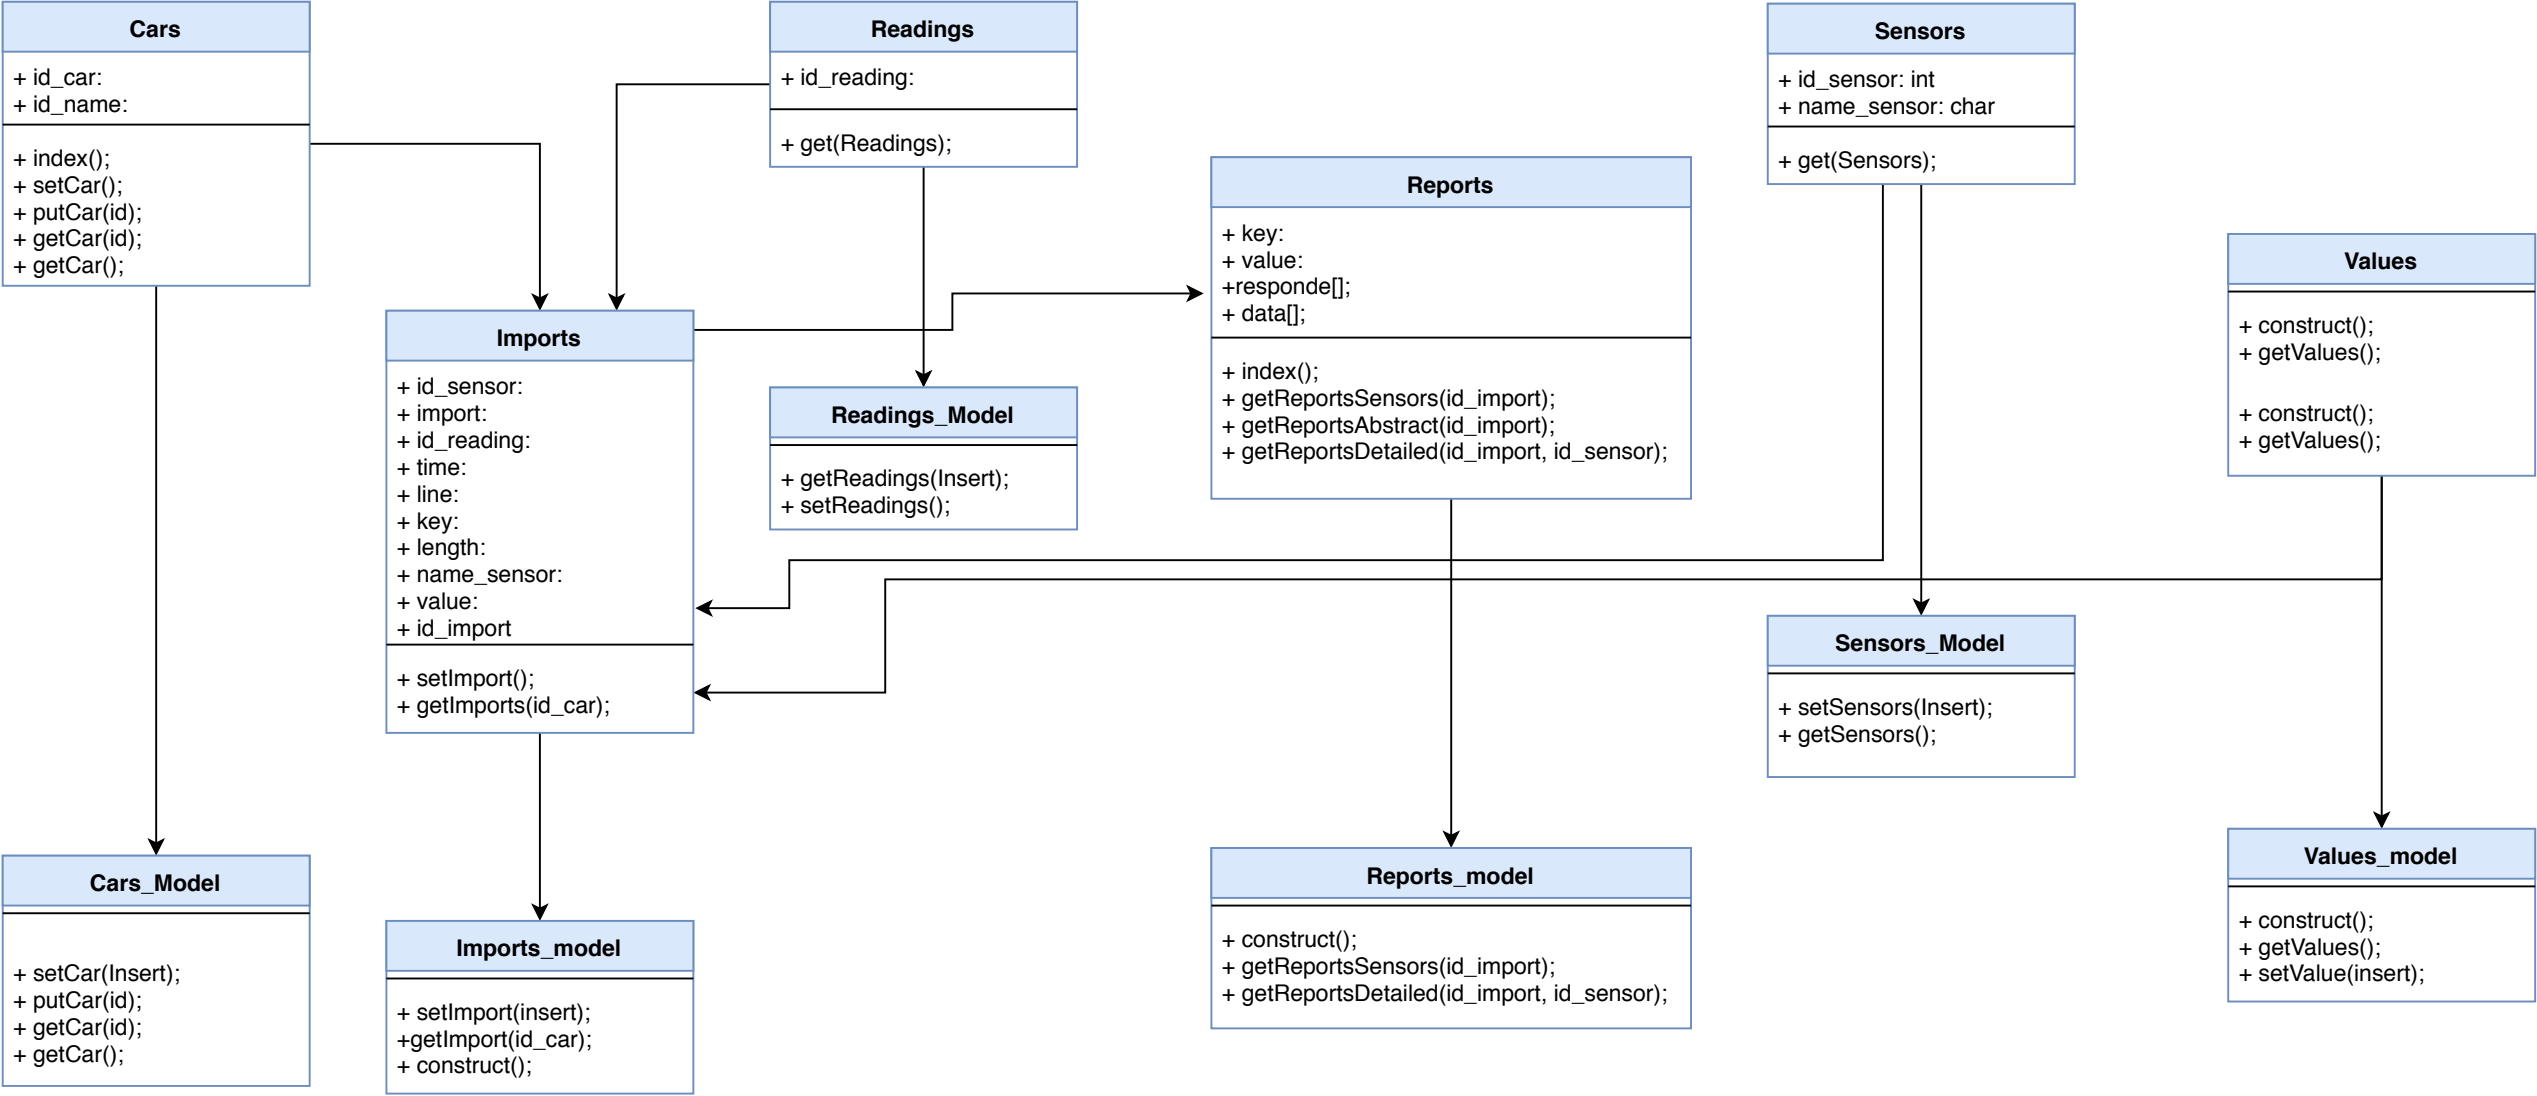 Cars
+ id_car:
+ id_name:
+ index();
+ setCar();
+ putCar(id);
+ getCar(id);
+ getCar();
Readings
+ id_reading:
+ get(Readings);
Sensors
+ id_sensor: int
+ name_sensor: char
+ get(Sensors);
Reports
+ key:
+ value:
+responde[];
+ data[];
+ index();
+ getReportsSensors(id_import);
+ getReportsAbstract(id_import);
+ getReportsDetailed(id_import, id_sensor);
Values
+ construct();
+ getValues();
+ construct();
+ getValues();
Imports
+ id_sensor:
+ import:
+ id_reading:
+ time:
+ line:
+ key:
+ length:
+ name_sensor:
+ value:
+ id_import
+ setImport();
+ getImports(id_car);
Readings_Model
+ getReadings(Insert);
+ setReadings();
Sensors_Model
+ setSensors(Insert);
+ getSensors();
Cars_Model
+ setCar(Insert);
+ putCar(id);
+ getCar(id);
+ getCar();
Imports_model
+ setImport(insert);
+getImport(id_car);
+ construct();
Reports_model
+ construct();
+ getReportsSensors(id_import);
+ getReportsDetailed(id_import, id_sensor);
Values_model
+ construct();
+ getValues();
+ setValue(insert);